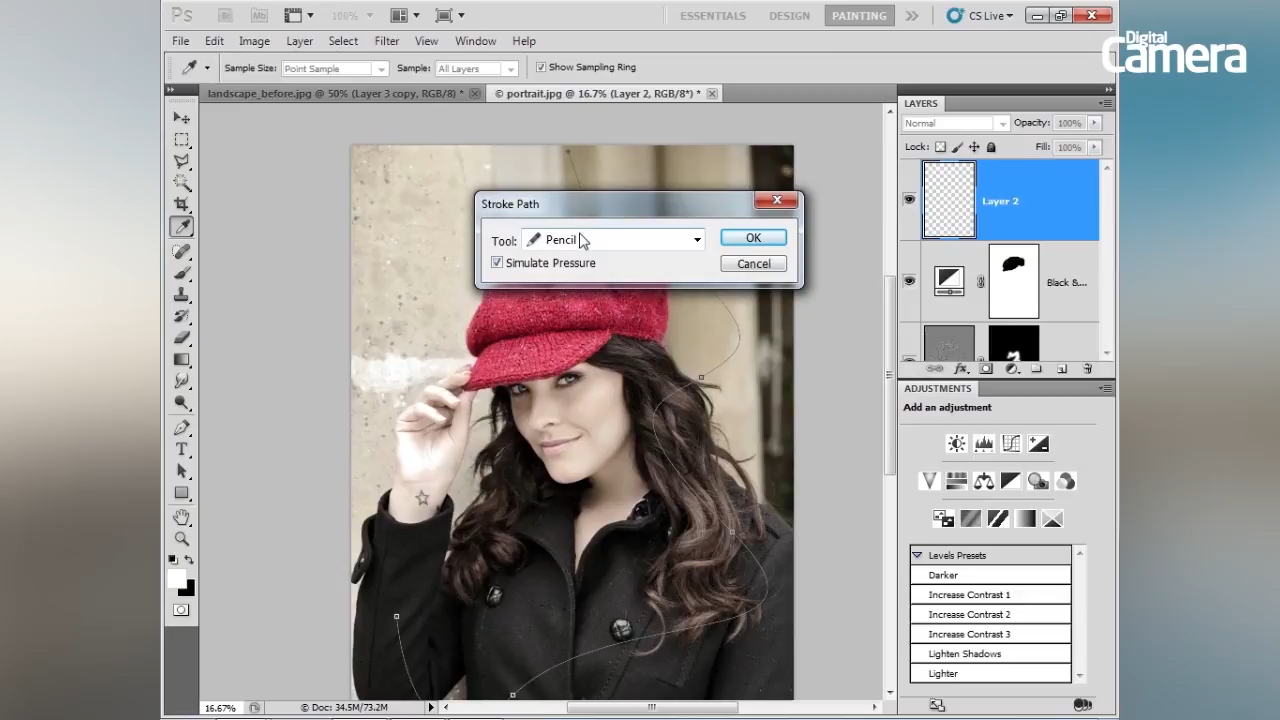 Ps
Br
Mb
100%
ESSENTIALS
DESIGN
PAINTING
CS Live
Digital
Camera
File Edit Image Layer Select Filter View Window Help
Sample Size: Point Sample Sample: All Layers Show Sampling Ring
landscape_before.jpg @ 50% (Layer 3 copy, RGB/8) *
© portrait.jpg @ 16.7% (Layer 2, RGB/8*) *
LAYERS
Normal Opacity: 100%
Lock: Fill: 100%
Layer 2
Black &...
fx
Stroke Path
Tool: Pencil OK
Simulate Pressure Cancel
ADJUSTMENTS
Add an adjustment
Levels Presets
Darker
Increase Contrast 1
Increase Contrast 2
Increase Contrast 3
Lighten Shadows
Lighter
16.67% © Doc: 34.5M/73.2M